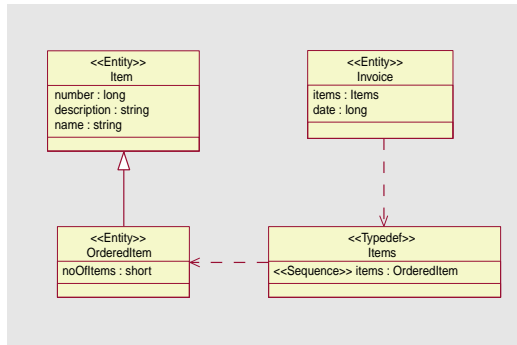 <<Entity>>
Item
number : long
description : string
name : string
<<Entity>>
Invoice
items : Items
date : long
<<Entity>>
OrderedItem
noOfItems : short
<<Typedef>>
Items
<<Sequence>> items : OrderedItem